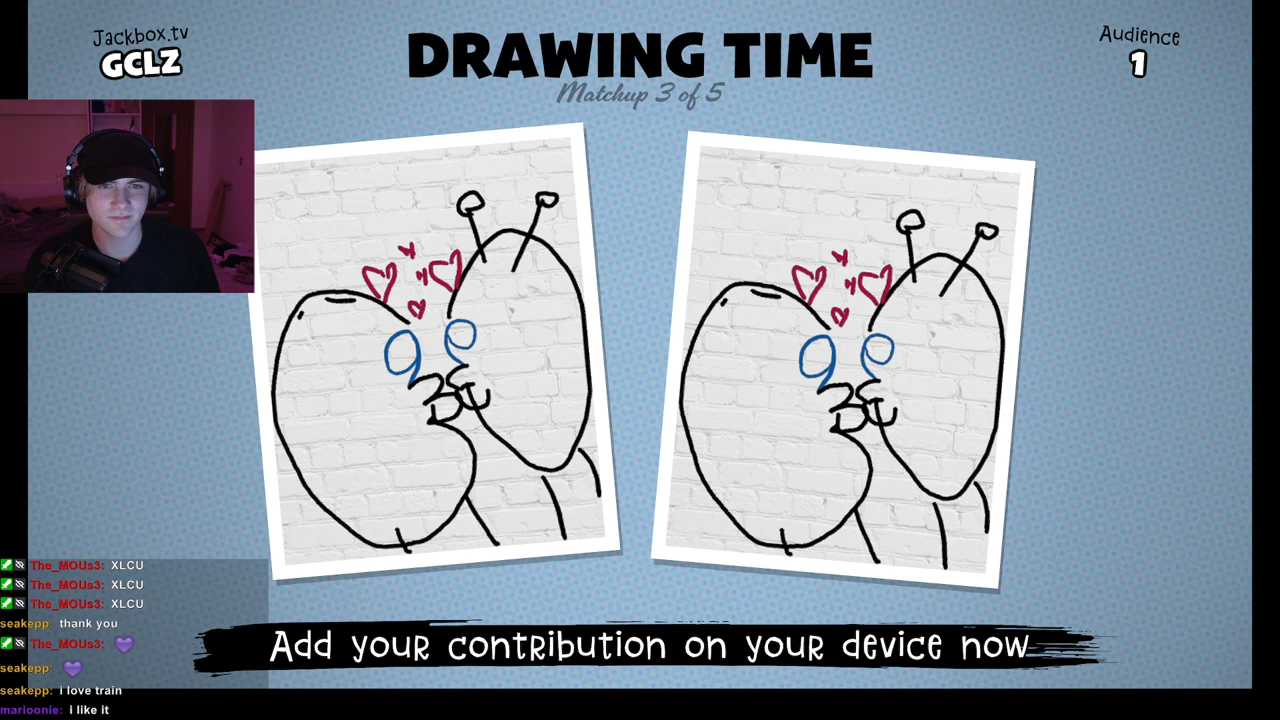 Jackbox.tv
GCLZ
DRAWING TIME
Matchup 3 of 5
Audience
1
The_MOUs3: XLCU
The_MOUs3: XLCU
The_MOUs3: XLCU
seakepp: thank you
The_MOUs3: 💜
seakepp: 💜
seakepp: i love train
marioonie: i like it
Add your contribution on your device now